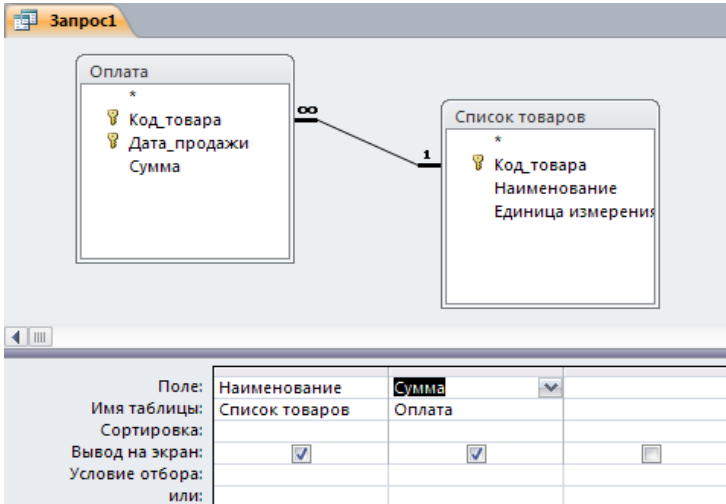 Запрос1
Оплата
*
Код_товара
Дата_продажи
Сумма
∞
1
Список товаров
*
Код_товара
Наименование
Единица измерения
Поле: Наименование Сумма
Имя таблицы: Список товаров Оплата
Сортировка:
Вывод на экран:
Условие отбора:
или: